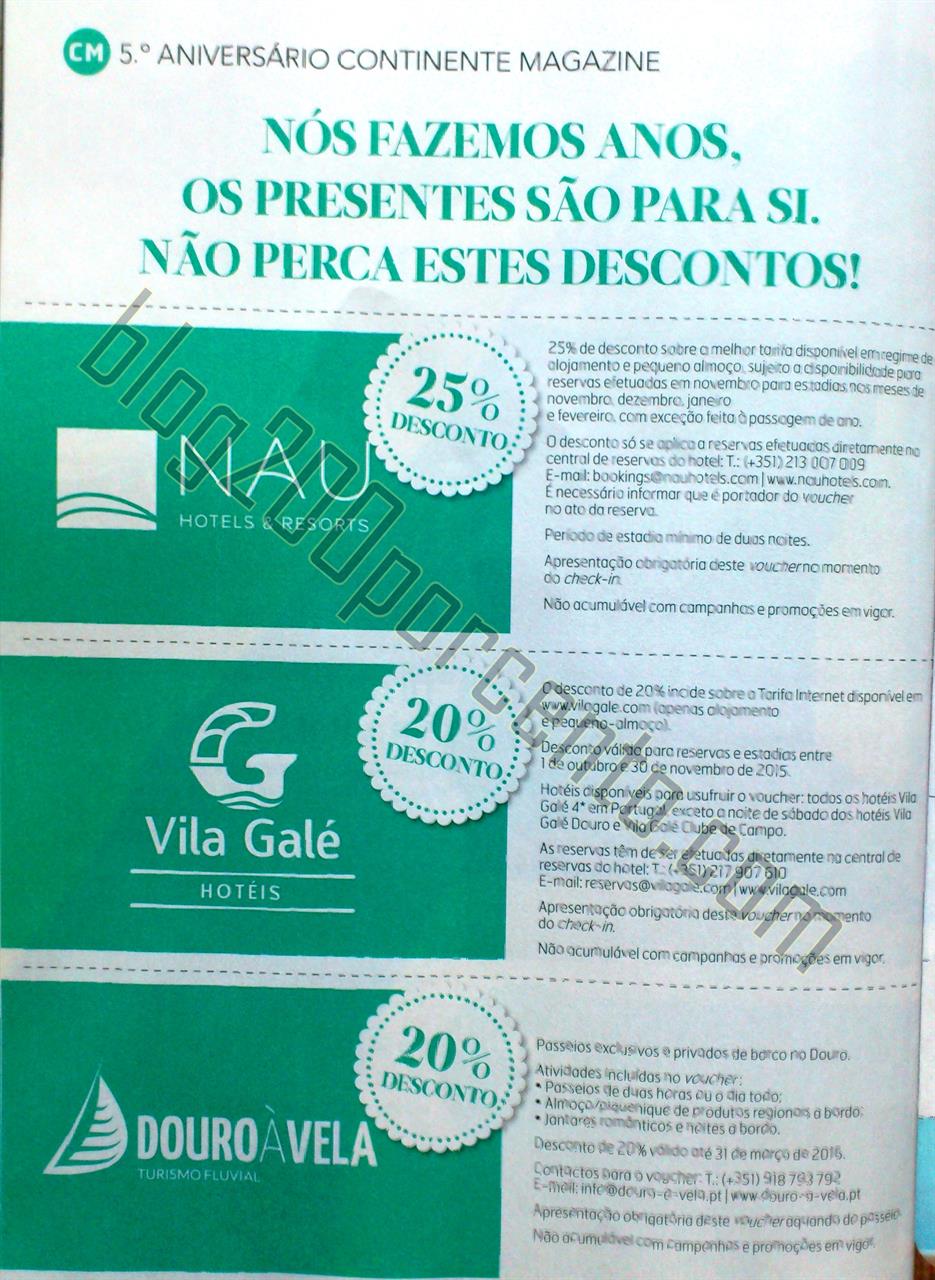 CM 5.º ANIVERSÁRIO CONTINENTE MAGAZINE
NÓS FAZEMOS ANOS,
OS PRESENTES SÃO PARA SI.
NÃO PERCA ESTES DESCONTOS!
25%
DESCONTO
NAU
HOTELS & RESORTS
25% de desconto sobre a melhor tarifa disponível em regime de
alojamento e pequeno almoço, sujeito a disponibilidade para
reservas efetuadas em novembro para estadias nos meses de
novembro, dezembro, janeiro
e fevereiro, com exceção feita à passagem de ano.
O desconto só se aplica a reservas efetuadas diretamente na
central de reservas do hotel: T.: (+351) 213 007 009
E-mail: bookings@nauhotels.com | www.nauhotels.com.
É necessário informar que é portador do voucher
no ato da reserva.
Período de estadia mínimo de duas noites.
Apresentação obrigatória deste voucher no momento
do check-in.
Não acumulável com campanhas e promoções em vigor.
20%
DESCONTO
Vila Galé
HOTÉIS
O desconto de 20% incide sobre a Tarifa Internet disponível em
www.vilagale.com (apenas alojamento
e pequeno-almoço).
Desconto válido para reservas e estadias entre
1 de outubro e 30 de novembro de 2015.
Hotéis disponíveis para usufruir o voucher: todos os hotéis Vila
Galé 4* em Portugal, exceto a noite de sábado dos hotéis Vila
Galé Douro e Vila Galé Clube de Campo.
As reservas têm de ser efetuadas diretamente na central de
reservas do hotel: T.: (+351) 217 907 610
E-mail: reservas@vilagale.com | www.vilagale.com
Apresentação obrigatória deste voucher no momento
do check-in.
Não acumulável com campanhas e promoções em vigor.
20%
DESCONTO
DOURO À VELA
TURISMO FLUVIAL
Passeios exclusivos e privados de barco no Douro.
Atividades incluídas no voucher:
• Passeios de duas horas ou o dia todo;
• Almoço/piquenique de produtos regionais a bordo;
• Jantares românticos e noites a bordo.
Desconto de 20% válido até 31 de março de 2016.
Contactos para o voucher: T.: (+351) 918 793 792
E-mail: info@douro-a-vela.pt | www.douro-a-vela.pt
Apresentação obrigatória deste voucher aquando do passeio.
Não acumulável com campanhas e promoções em vigor.
blog200porcento.com